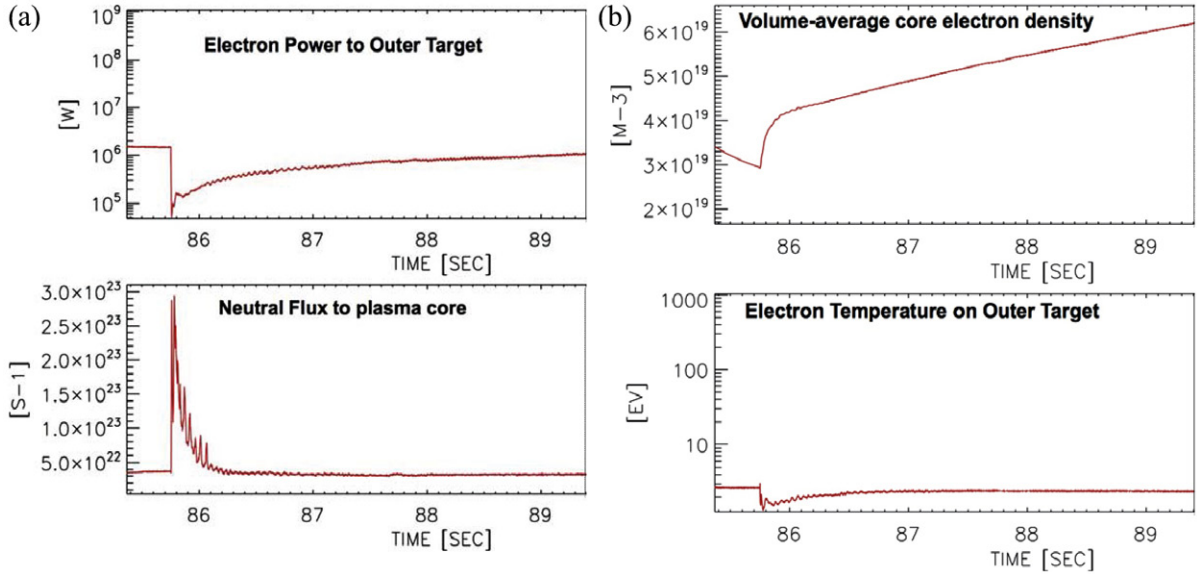 (a)
Electron Power to Outer Target
[W]
10⁹
10⁸
10⁷
10⁶
10⁵
86 87 88 89
TIME [SEC]
Neutral Flux to plasma core
[S-1]
3.0×10²³
2.5×10²³
2.0×10²³
1.5×10²³
1.0×10²³
5.0×10²²
86 87 88 89
TIME [SEC]
(b)
Volume-average core electron density
[M-3]
6×10¹⁹
5×10¹⁹
4×10¹⁹
3×10¹⁹
2×10¹⁹
86 87 88 89
TIME [SEC]
Electron Temperature on Outer Target
[EV]
1000
100
10
86 87 88 89
TIME [SEC]